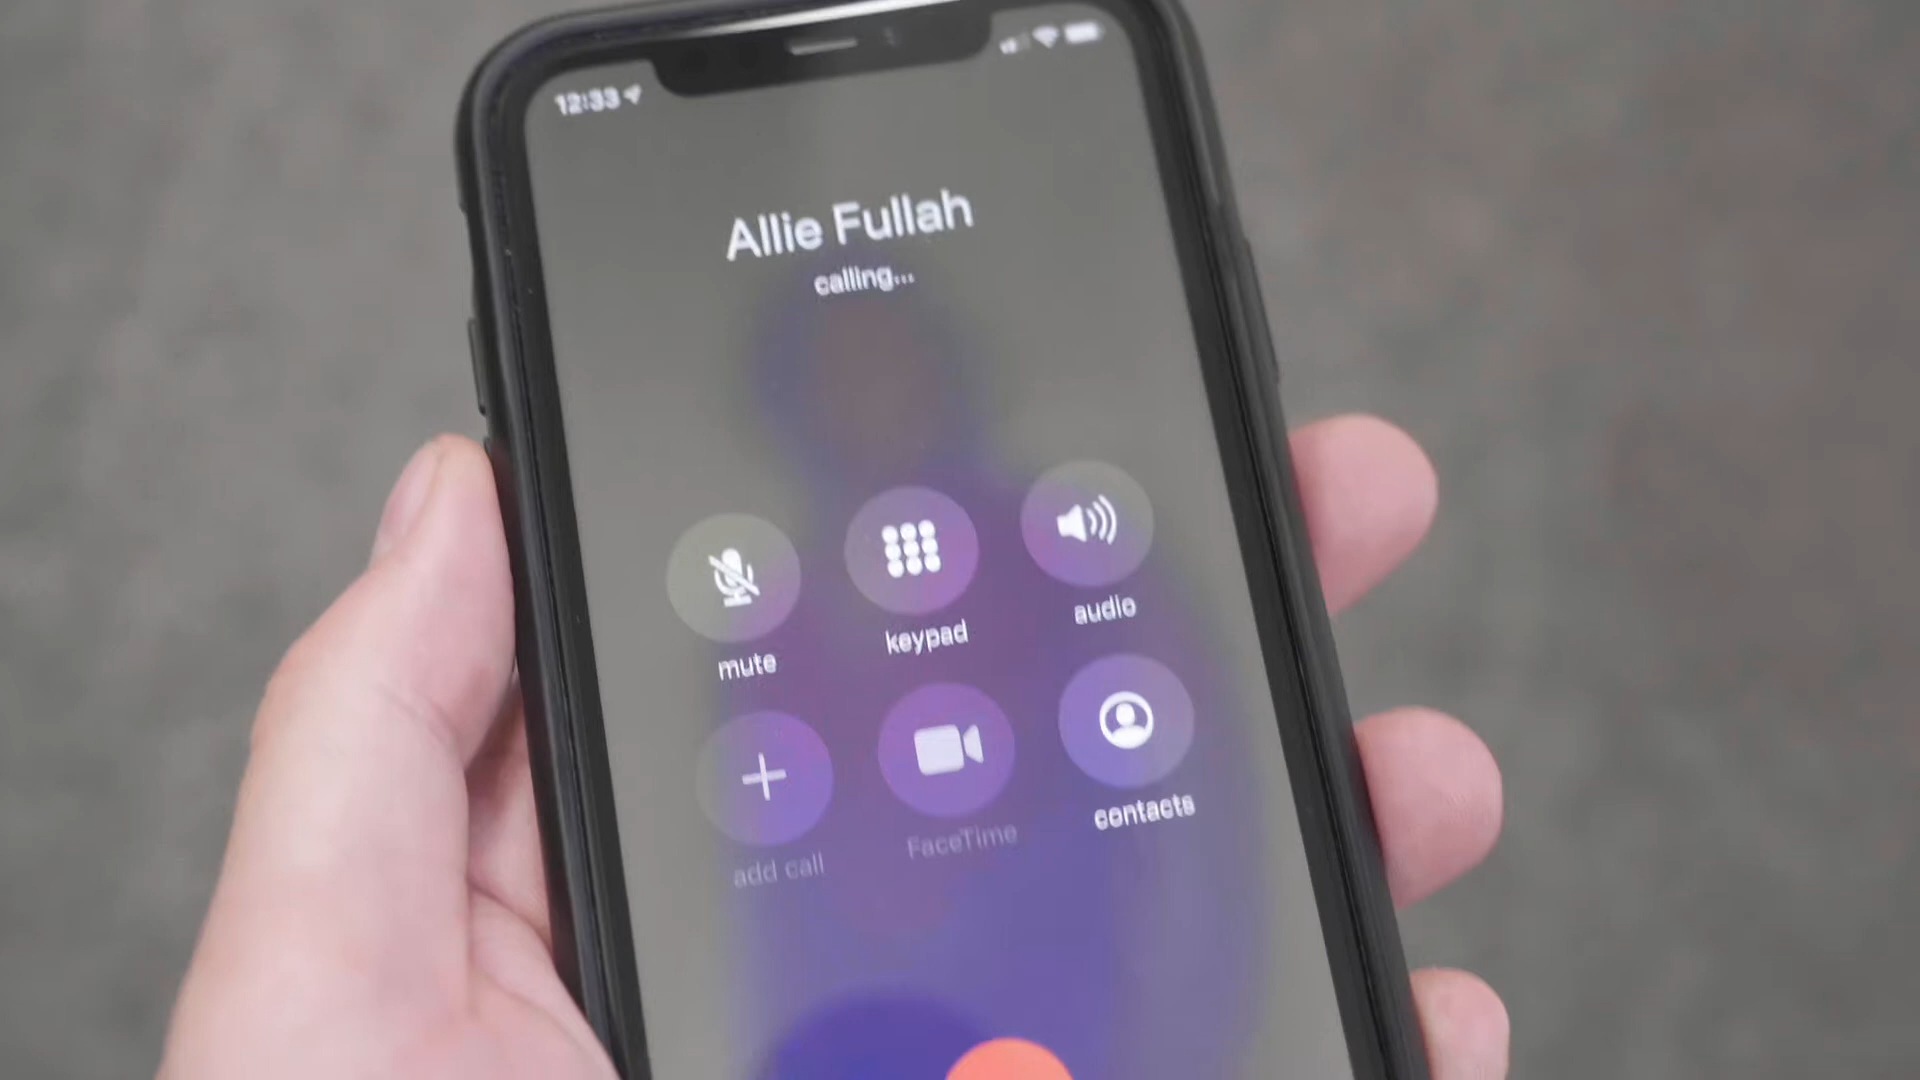 12:33
Allie Fullah
calling...
mute
keypad
audio
add call
FaceTime
contacts